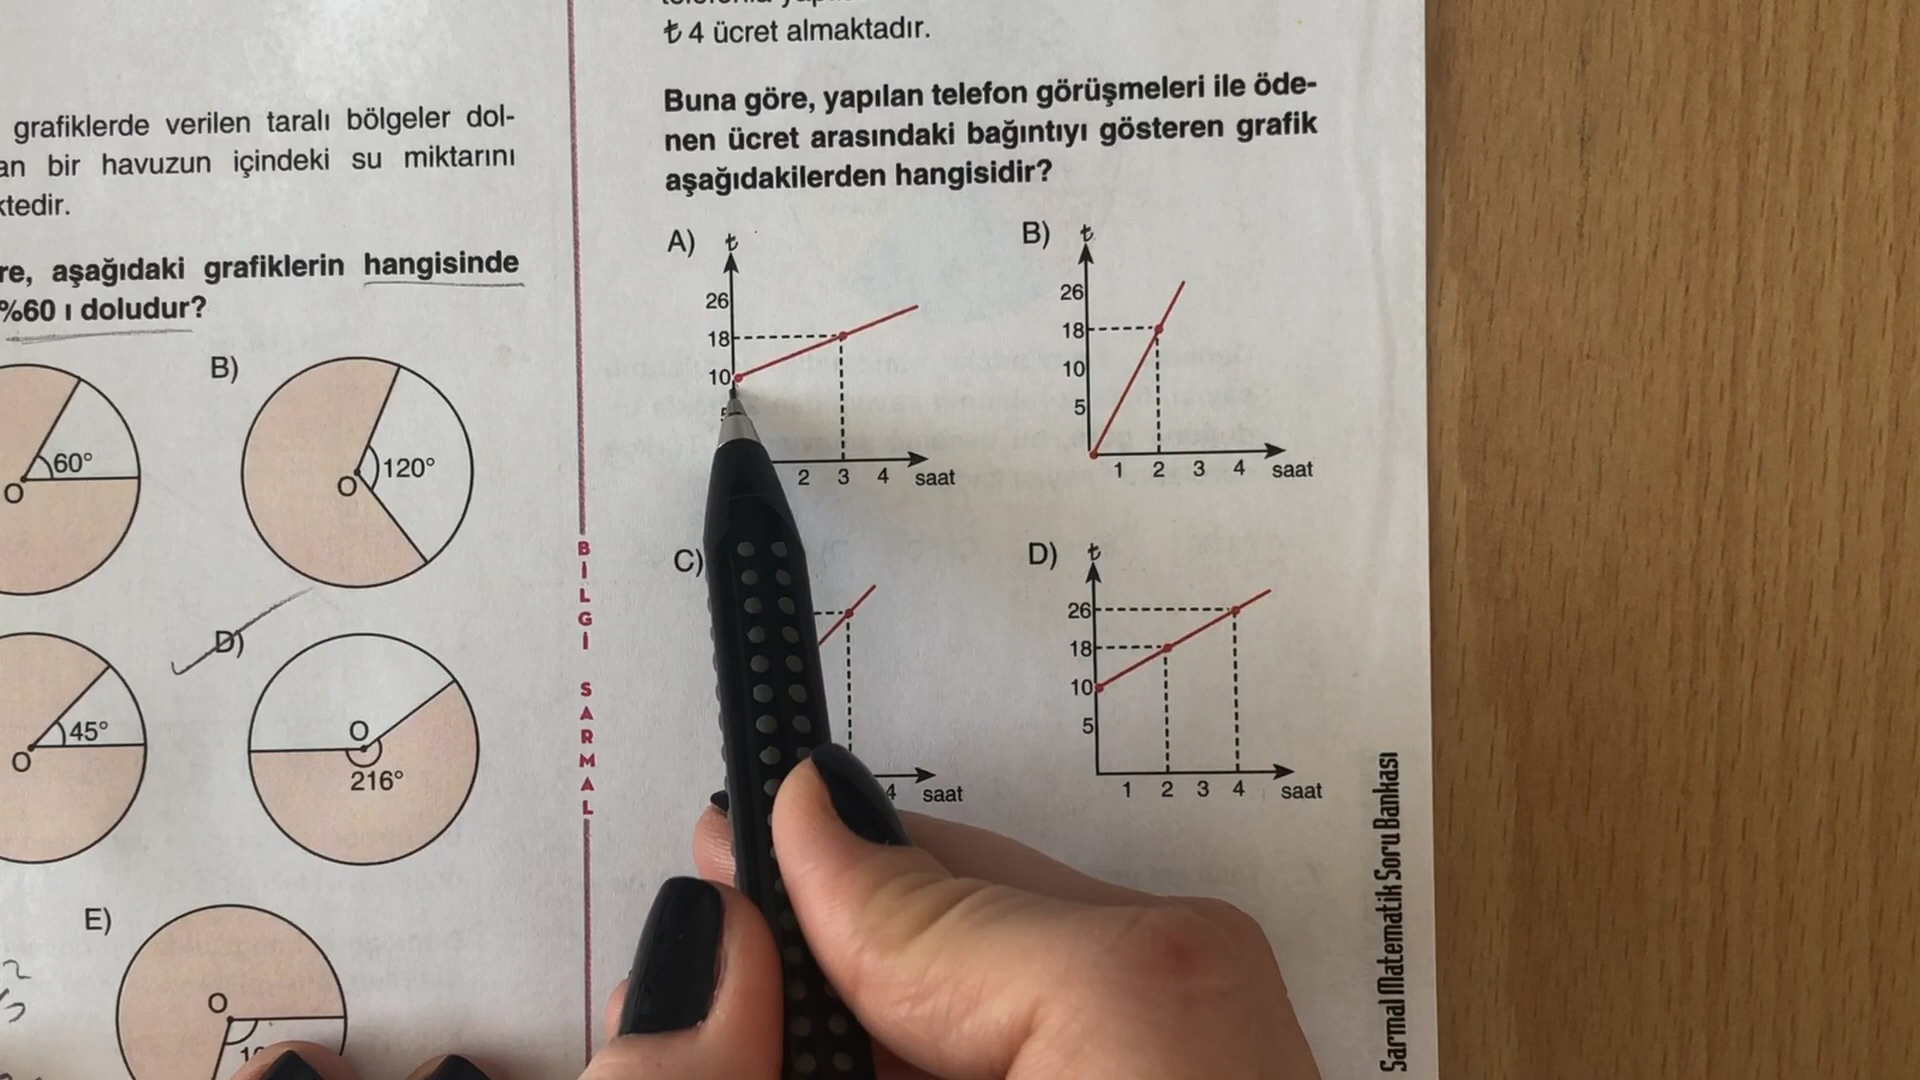 grafiklerde verilen taralı bölgeler dol-
bir havuzun içindeki su miktarını
re, aşağıdaki grafiklerin hangisinde
%60 ı doludur?
60°
O
B)
120°
O
45°
O
D)
O
216°
E)
O
₺ 4 ücret almaktadır.
Buna göre, yapılan telefon görüşmeleri ile öde-
nen ücret arasındaki bağıntıyı gösteren grafik
aşağıdakilerden hangisidir?
A)
₺
26
18
10
2 3 4 saat
B)
₺
26
18
10
5
1 2 3 4 saat
C)
4 saat
D)
₺
26
18
10
5
1 2 3 4 saat
BİLGİ SARMAL
Sarmal Matematik Soru Bankası